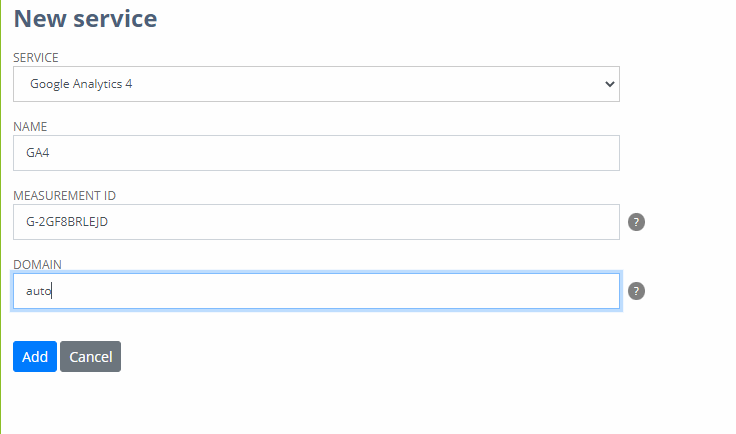 New service
SERVICE
Google Analytics 4
NAME
GA4
MEASUREMENT ID
G-2GF8BRLEJD
?
DOMAIN
auto
?
Add Cancel